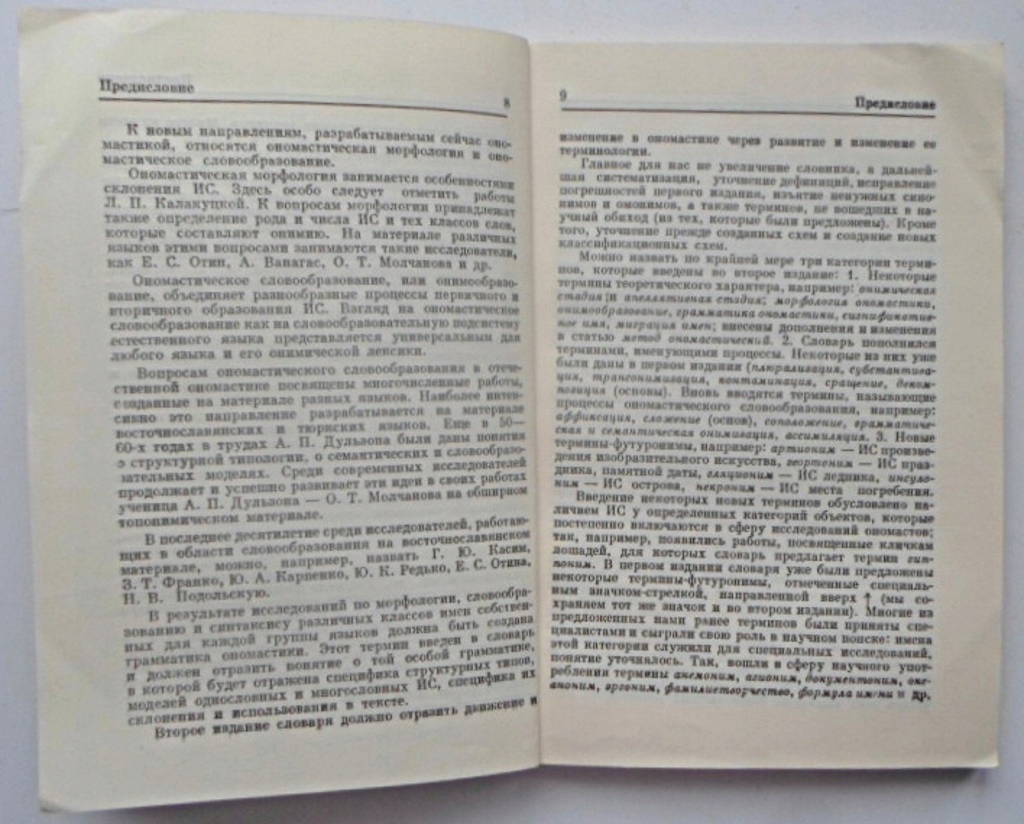 Предисловие
8
К новым направлениям, разрабатываемым сейчас оно-
мастикой, относятся ономастическая морфология и оно-
мастическое словообразование.
Ономастическая морфология занимается особенностями
склонения ИС. Здесь особо следует отметить работы
Л. П. Калакуцкой. К вопросам морфологии принадлежат
также определение рода и числа ИС и тех классов слов,
которые составляют онимию. На материале различных
языков этими вопросами занимаются такие исследователи,
как Е. С. Отин, А. Ванагас, О. Т. Молчанова и др.
Ономастическое словообразование, или онимообразо-
вание, объединяет разнообразные процессы первичного и
вторичного образования ИС. Взгляд на ономастическое
словообразование как на словообразовательную подсистему
естественного языка представляется универсальным для
любого языка и его онимической лексики.
Вопросам ономастического словообразования в отече-
ственной ономастике посвящены многочисленные работы,
созданные на материале разных языков. Наиболее интен-
сивно это направление разрабатывается на материале
восточнославянских и тюркских языков. Еще в 50—
60-х годах в трудах А. П. Дульзона были даны понятия
о структурной типологии, о семантических и словообразо-
вательных моделях. Среди современных исследователей
продолжает и успешно развивает эти идеи в своих работах
ученица А. П. Дульзона — О. Т. Молчанова на обширном
топонимическом материале.
В последнее десятилетие среди исследователей, работаю-
щих в области словообразования на восточнославянском
материале, можно, например, назвать Г. Ю. Касим,
З. Т. Франко, Ю. А. Карпенко, Ю. К. Редько, Е. С. Отина,
Н. В. Подольскую.
В результате исследований по морфологии, словообра-
зованию и синтаксису различных классов имен собствен-
ных для каждой группы языков должна быть создана
грамматика ономастики. Этот термин введен в словарь
и должен отразить понятие о той особой грамматике,
в которой будет отражена специфика структурных типов,
моделей однословных и многословных ИС, специфика их
склонения и использования в тексте.
Второе издание словаря должно отразить движение и
9
Предисловие
изменение в ономастике через развитие и изменение ее
терминологии.
Главное для нас не увеличение словника, а дальней-
шая систематизация, уточнение дефиниций, исправление
погрешностей первого издания, изъятие ненужных сино-
нимов и омонимов, а также терминов, не вошедших в на-
учный обиход (из тех, которые были предложены). Кроме
того, уточнение прежде созданных схем и создание новых
классификационных схем.
Можно назвать по крайней мере три категории терми-
нов, которые введены во второе издание: 1. Некоторые
термины теоретического характера, например: онимическая
стадия (и апеллятивная стадия; морфология ономастики,
онимообразование, грамматика ономастики, сигнификатив-
ное имя, миграция имен; внесены дополнения и изменения
в статью метод ономастический. 2. Словарь пополнился
терминами, именующими процессы. Некоторые из них уже
были даны в первом издании (плюрализация, субстантива-
ция, трансонимизация, контаминация, сращение, деком-
позиция (основы). Вновь вводятся термины, называющие
процессы ономастического словообразования, например:
аффиксация, сложение (основ), соположение, грамматиче-
ская и семантическая онимизация, ассимиляция. 3. Новые
термины-футуронимы, например: артионим — ИС произве-
дения изобразительного искусства, геортоним — ИС праз-
дника, памятной даты, гляционим — ИС ледника, инсуло-
ним — ИС острова, некроним — ИС места погребения.
Введение некоторых новых терминов обусловлено на-
личием ИС у определенных категорий объектов, которые
постепенно включаются в сферу исследований ономастов;
так, например, появились работы, посвященные кличкам
лошадей, для которых словарь предлагает термин гип-
поним. В первом издании словаря уже были предложены
некоторые термины-футуронимы, отмеченные специаль-
ным значком-стрелкой, направленной вверх ↑ (мы со-
храняем тот же значок и во втором издании). Многие из
предложенных нами ранее терминов были приняты спе-
циалистами и сыграли свою роль в научном поиске: имена
этой категории служили для специальных исследований,
понятие уточнялось. Так, вошли в сферу научного упот-
ребления термины анемоним, агионим, документоним, оке-
аноним, эргоним, фамилиетворчество, формула имени и др.